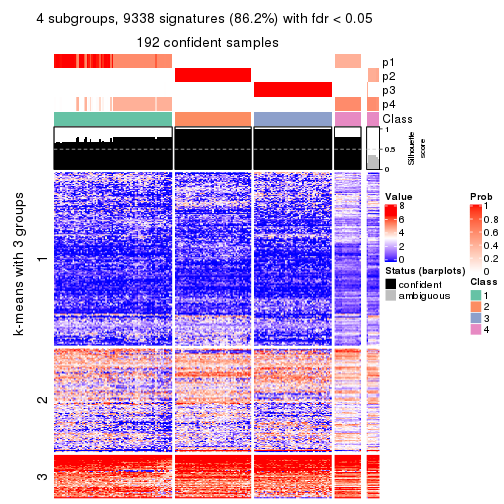 4 subgroups, 9338 signatures (86.2%) with fdr < 0.05
192 confident samples
p1
p2
p3
p4
Class
1
0.5
0
Silhouette
score
k-means with 3 groups
1
2
3
Value
8
6
4
2
0
Status (barplots)
confident
ambiguous
Prob
1
0.8
0.6
0.4
0.2
0
Class
1
2
3
4